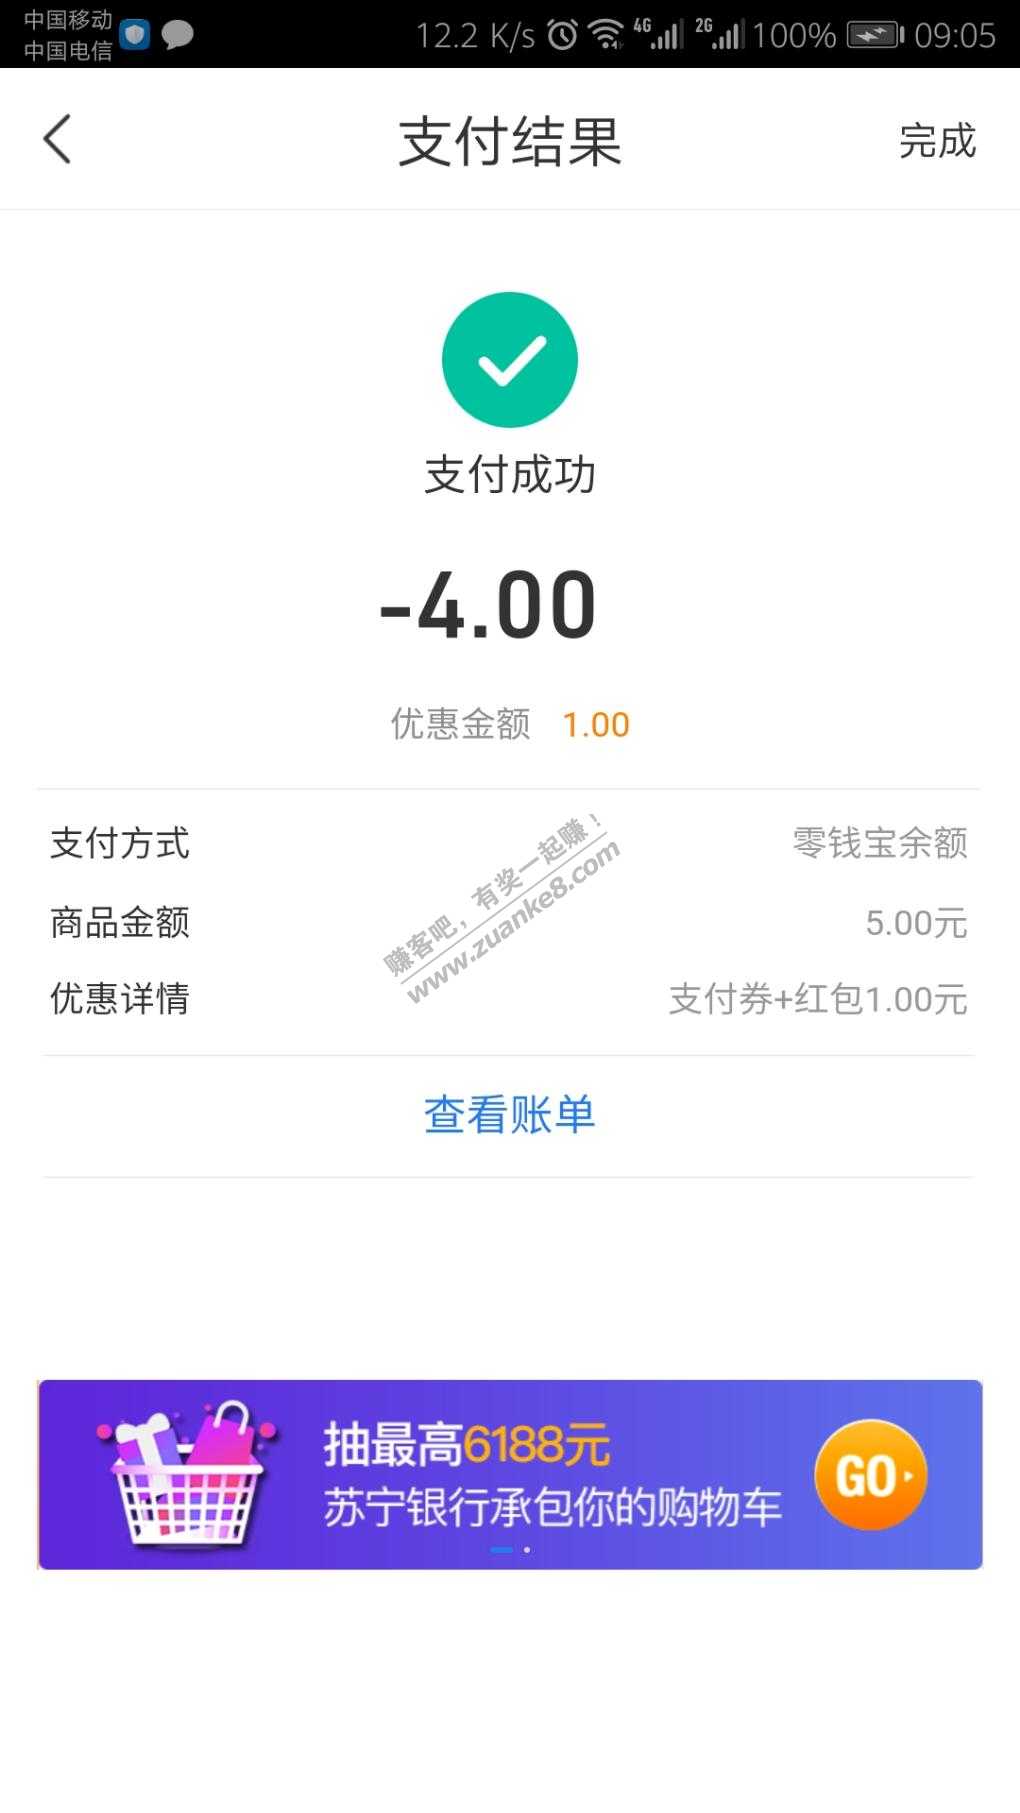 中国移动
中国电信
12.2 K/s 4G 2G 100% 09:05
支付结果
完成
支付成功
-4.00
优惠金额 1.00
支付方式 零钱宝余额
商品金额 5.00元
优惠详情 支付券+红包1.00元
赚客吧，有奖一起赚！
www.zuanke8.com
查看账单
抽最高6188元
苏宁银行承包你的购物车
GO